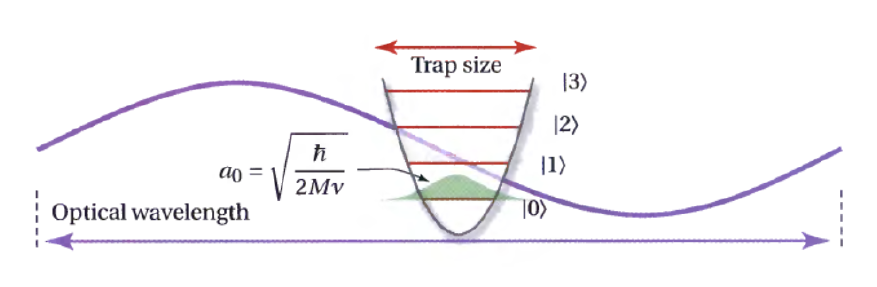 Trap size
|3⟩
|2⟩
|1⟩
a₀ = √(ħ / 2Mν)
|0⟩
Optical wavelength